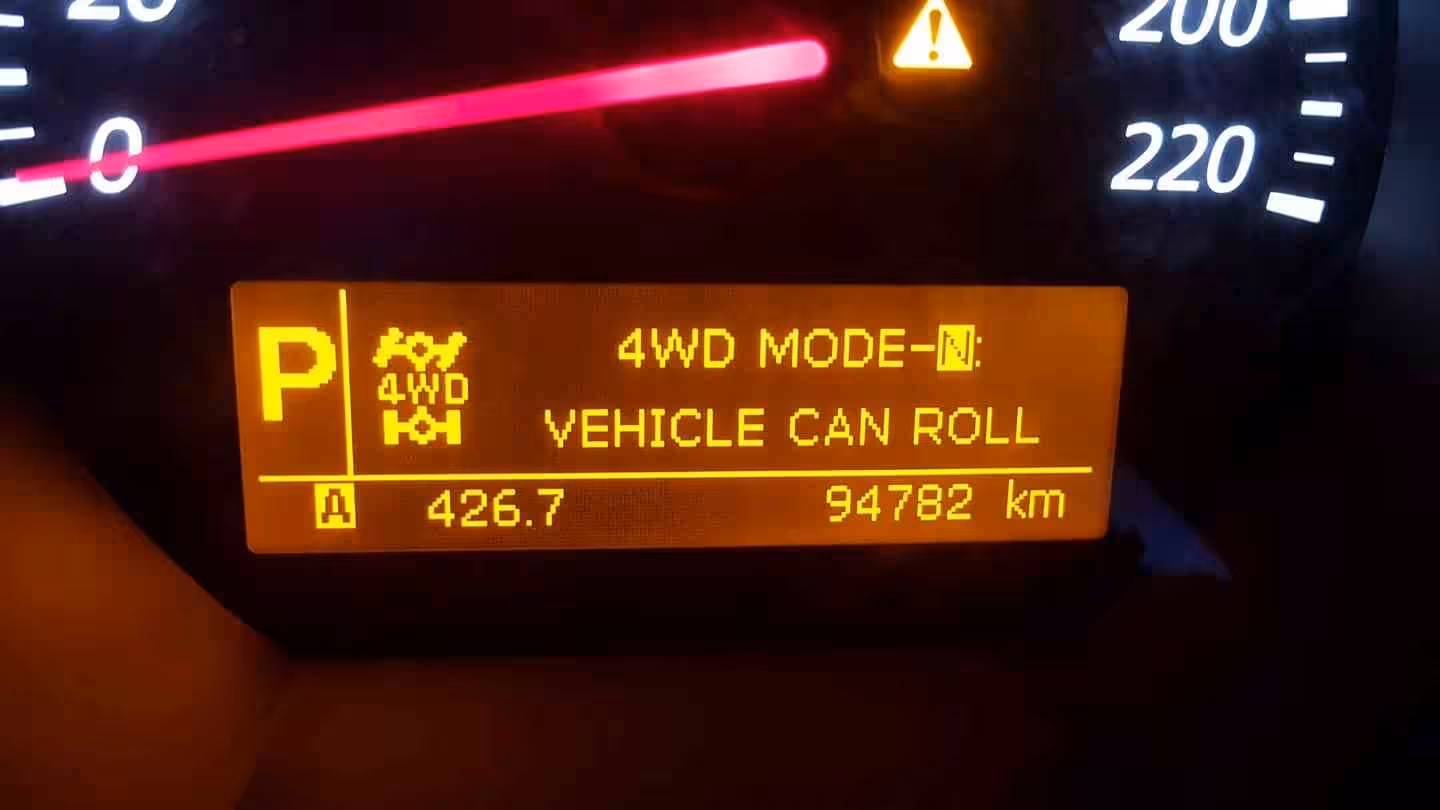 20
0
200
220
P
4WD
4WD MODE-N:
VEHICLE CAN ROLL
A 426.7 94782 km